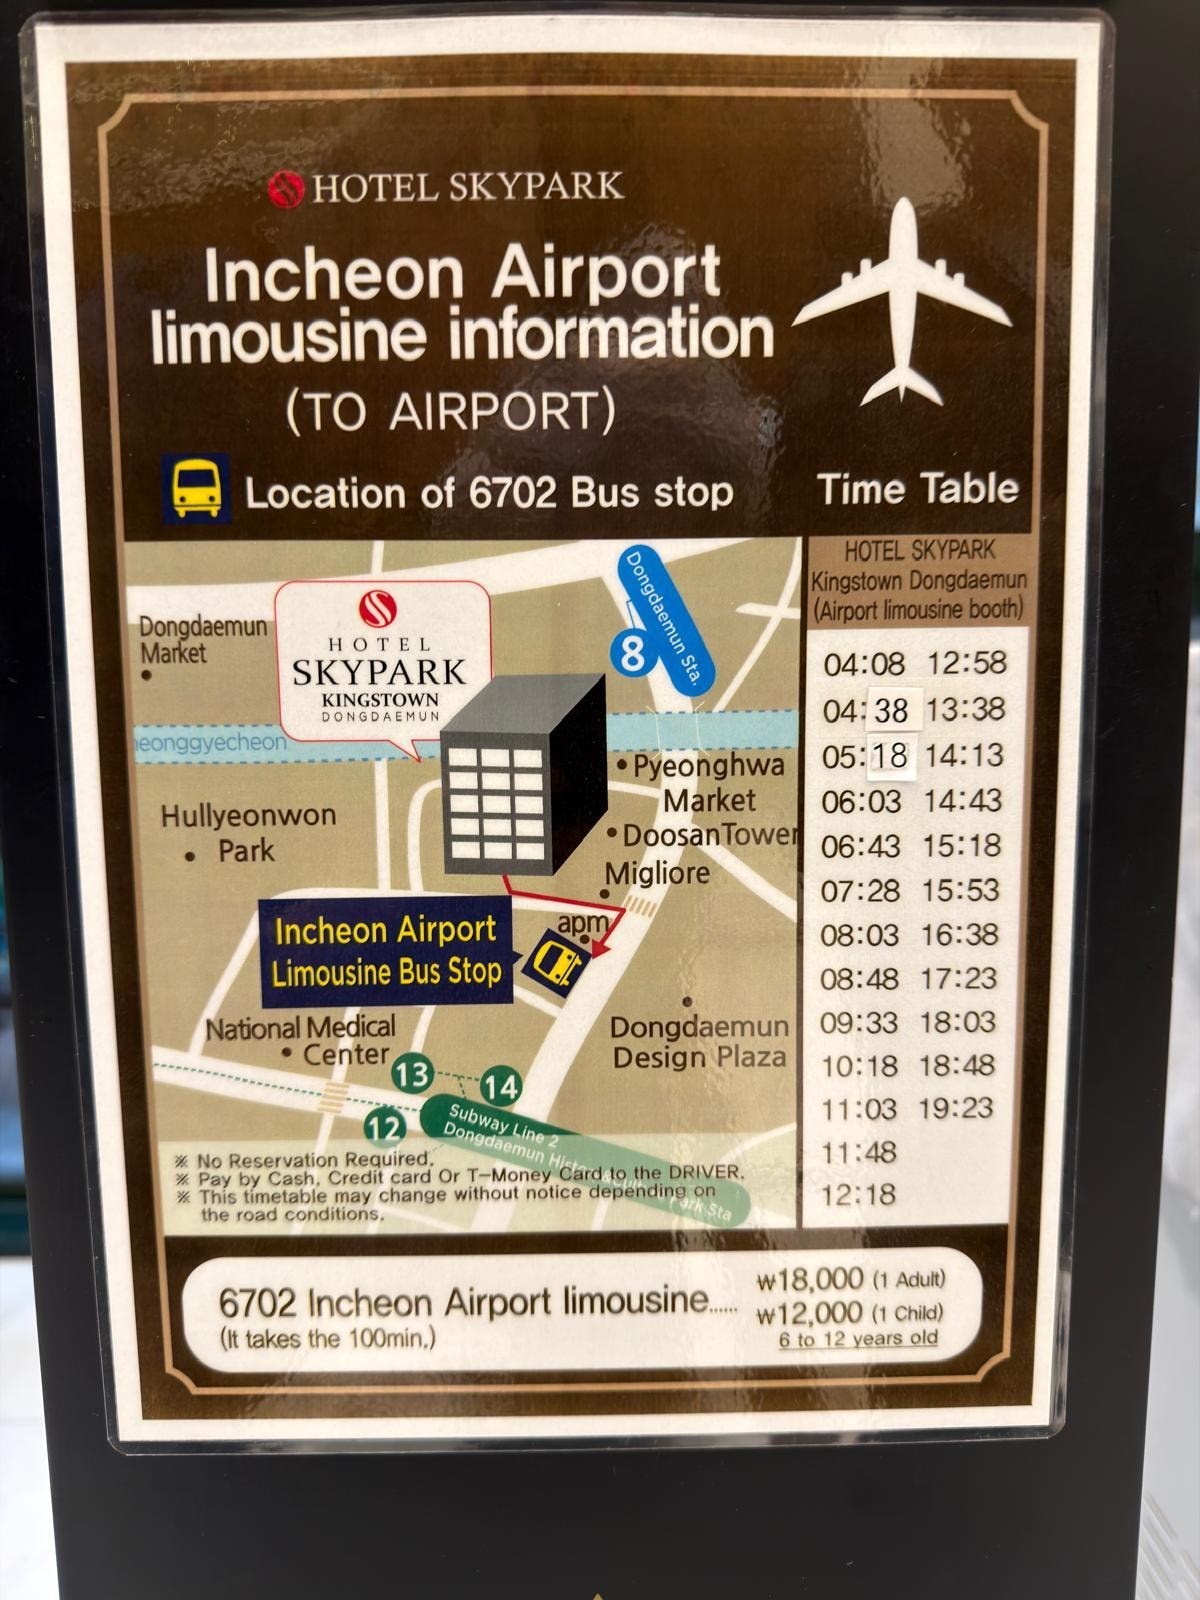 HOTEL SKYPARK
Incheon Airport
limousine information
(TO AIRPORT)
Location of 6702 Bus stop
Time Table
HOTEL SKYPARK
Kingstown Dongdaemun
(Airport limousine booth)
04:08 12:58
04:38 13:38
05:18 14:13
06:03 14:43
06:43 15:18
07:28 15:53
08:03 16:38
08:48 17:23
09:33 18:03
10:18 18:48
11:03 19:23
11:48
12:18
Dongdaemun Sta.
8
Dongdaemun
Market
HOTEL
SKYPARK
KINGSTOWN
DONGDAEMUN
eonggyecheon
Pyeonghwa
Market
DoosanTower
Migliore
apm
Hullyeonwon
Park
Incheon Airport
Limousine Bus Stop
National Medical
Center
Dongdaemun
Design Plaza
13
14
12
Subway Line 2
Dongdaemun Park Sta
※ No Reservation Required.
※ Pay by Cash, Credit card Or T-Money Card to the DRIVER.
※ This timetable may change without notice depending on
the road conditions.
6702 Incheon Airport limousine......
(It takes the 100min.)
₩18,000 (1 Adult)
₩12,000 (1 Child)
6 to 12 years old